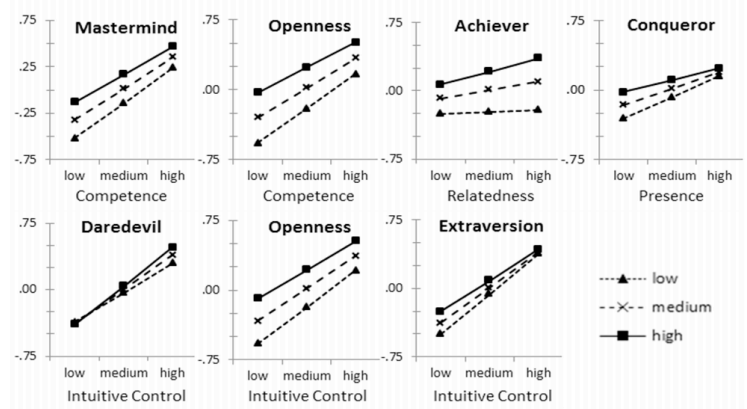 Mastermind
.75
.25
-.25
-.75
low medium high
Competence
Openness
.75
.00
-.75
low medium high
Competence
Achiever
.75
.00
-.75
low medium high
Relatedness
Conqueror
.75
.00
-.75
low medium high
Presence
Daredevil
.75
.00
-.75
low medium high
Intuitive Control
Openness
.75
.00
-.75
low medium high
Intuitive Control
Extraversion
.75
.00
-.75
low medium high
Intuitive Control
low
medium
high